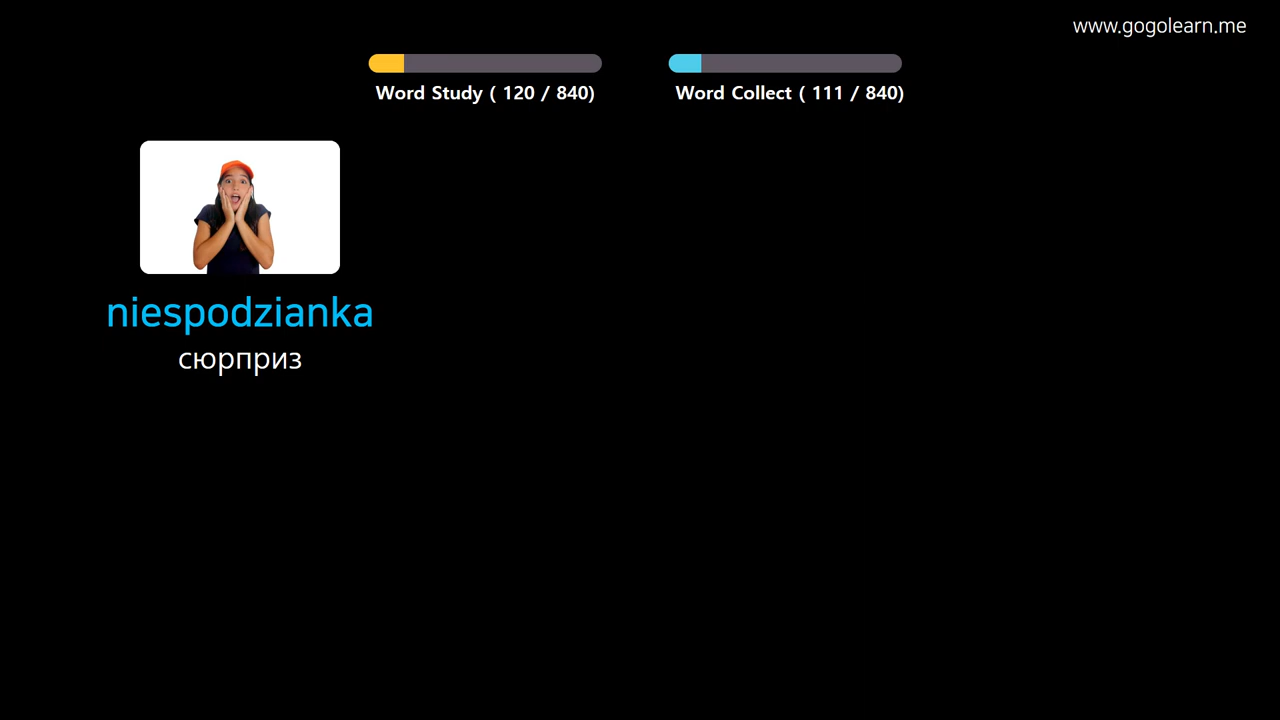 www.gogolearn.me
Word Study ( 120 / 840)
Word Collect ( 111 / 840)
niespodzianka
сюрприз